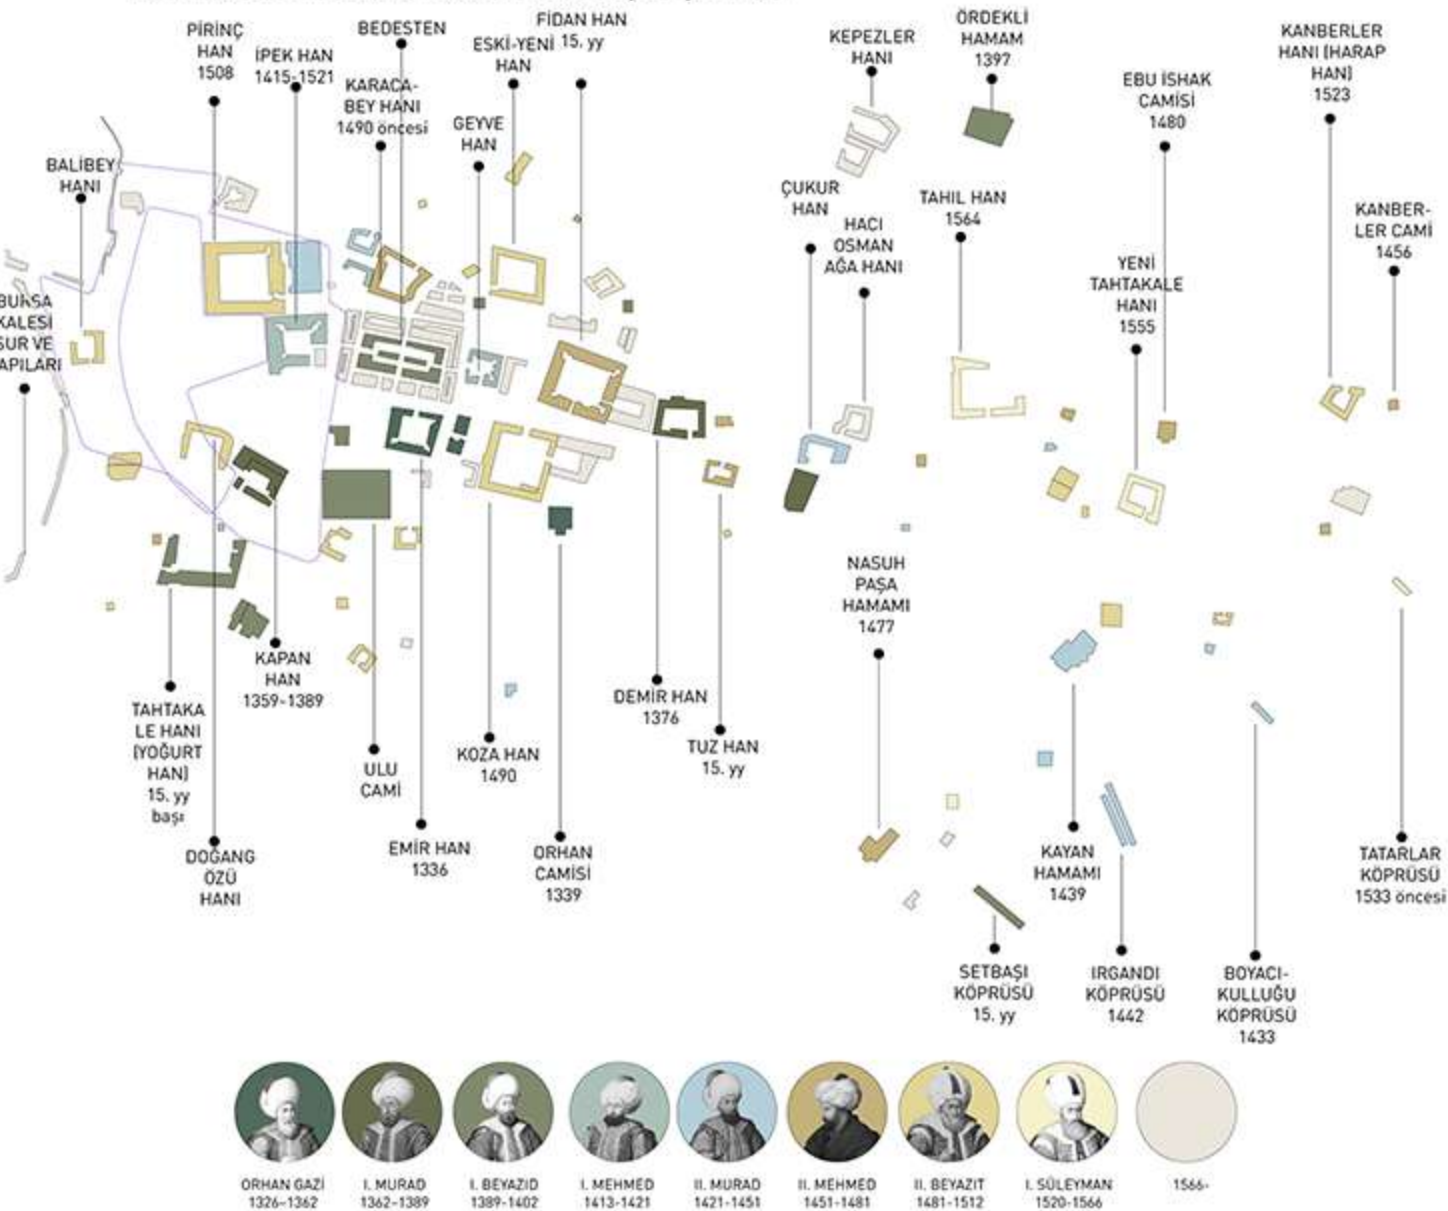 PİRİNÇ
HAN
1508
İPEK HAN
1415-1521
BEDESTEN
KARACA-
BEY HANI
1490 öncesi
ESKİ-YENİ
HAN
FİDAN HAN
15. yy
GEYVE
HAN
BALİBEY
HANI
KEPEZLER
HANI
ÖRDEKLİ
HAMAM
1397
EBU İSHAK
CAMİSİ
1480
KANBERLER
HANI (HARAP
HAN)
1523
ÇUKUR
HAN
HACI
OSMAN
AĞA HANI
TAHIL HAN
1564
YENİ
TAHTAKALE
HANI
1555
KANBER-
LER CAMİ
1456
BURSA
KALESİ
SUR VE
APILARI
KAPAN
HAN
1359-1389
TAHTAKA
LE HANI
(YOĞURT
HAN)
15. yy
başı
DOĞANG
ÖZÜ
HANI
ULU
CAMİ
EMİR HAN
1336
KOZA HAN
1490
ORHAN
CAMİSİ
1339
DEMİR HAN
1376
TUZ HAN
15. yy
NASUH
PAŞA
HAMAMI
1477
KAYAN
HAMAMI
1439
SETBAŞI
KÖPRÜSÜ
15. yy
IRGANDI
KÖPRÜSÜ
1442
BOYACI-
KULLUĞU
KÖPRÜSÜ
1433
TATARLAR
KÖPRÜSÜ
1533 öncesi
ORHAN GAZİ
1326-1362
I. MURAD
1362-1389
I. BEYAZID
1389-1402
I. MEHMED
1413-1421
II. MURAD
1421-1451
II. MEHMED
1451-1481
II. BEYAZIT
1481-1512
I. SÜLEYMAN
1520-1566
1566-